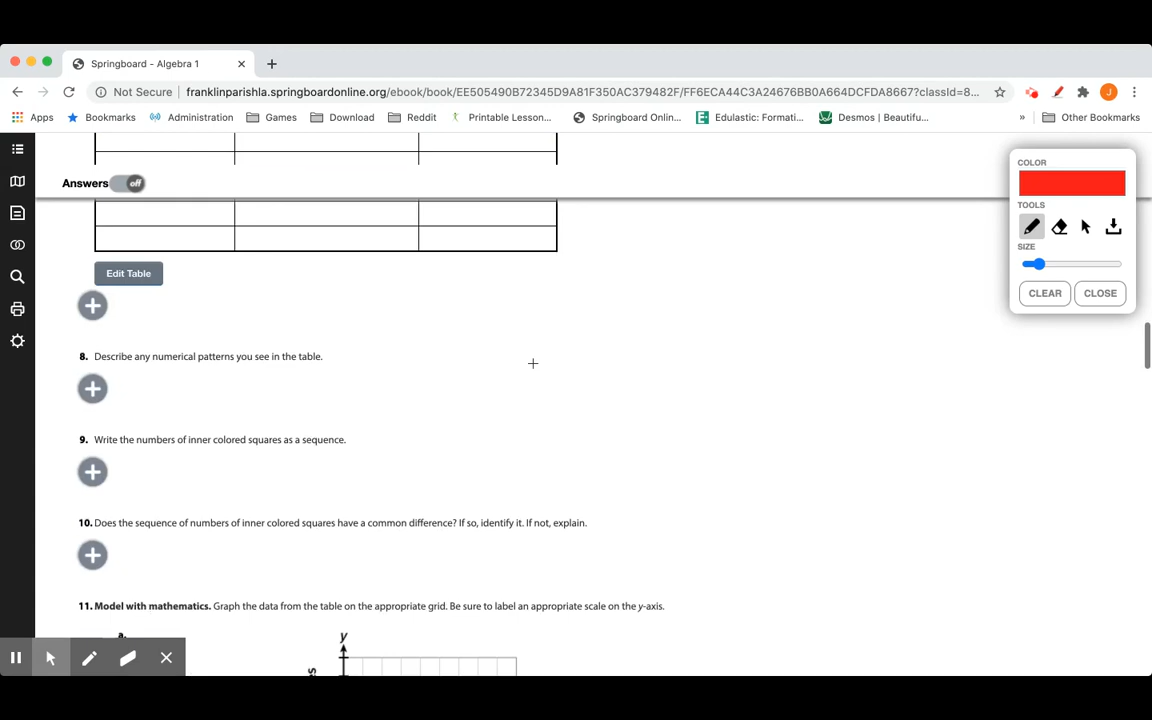 Springboard - Algebra 1
Not Secure franklinparishla.springboardonline.org/ebook/book/EE505490B72345D9A81F350AC379482F/FF6ECA44C3A24676BB0A664DCFDA8667?classId=8... J
Apps Bookmarks Administration Games Download Reddit Printable Lesson... Springboard Onlin... Edulastic: Formati... Desmos | Beautifu... » Other Bookmarks
COLOR
Answers off
TOOLS
SIZE
Edit Table
CLEAR CLOSE
8. Describe any numerical patterns you see in the table.
9. Write the numbers of inner colored squares as a sequence.
10. Does the sequence of numbers of inner colored squares have a common difference? If so, identify it. If not, explain.
11. Model with mathematics. Graph the data from the table on the appropriate grid. Be sure to label an appropriate scale on the y-axis.
a.
y